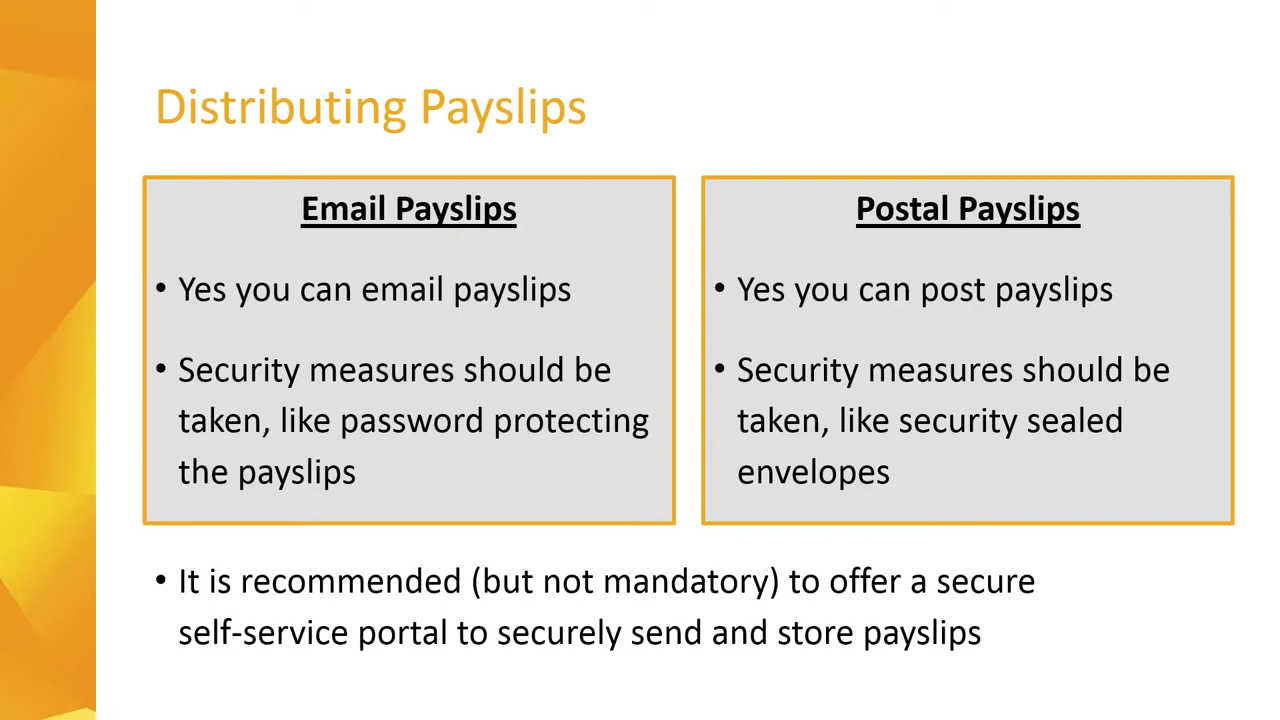 Distributing Payslips
Email Payslips
• Yes you can email payslips
• Security measures should be
taken, like password protecting
the payslips
Postal Payslips
• Yes you can post payslips
• Security measures should be
taken, like security sealed
envelopes
• It is recommended (but not mandatory) to offer a secure
self-service portal to securely send and store payslips